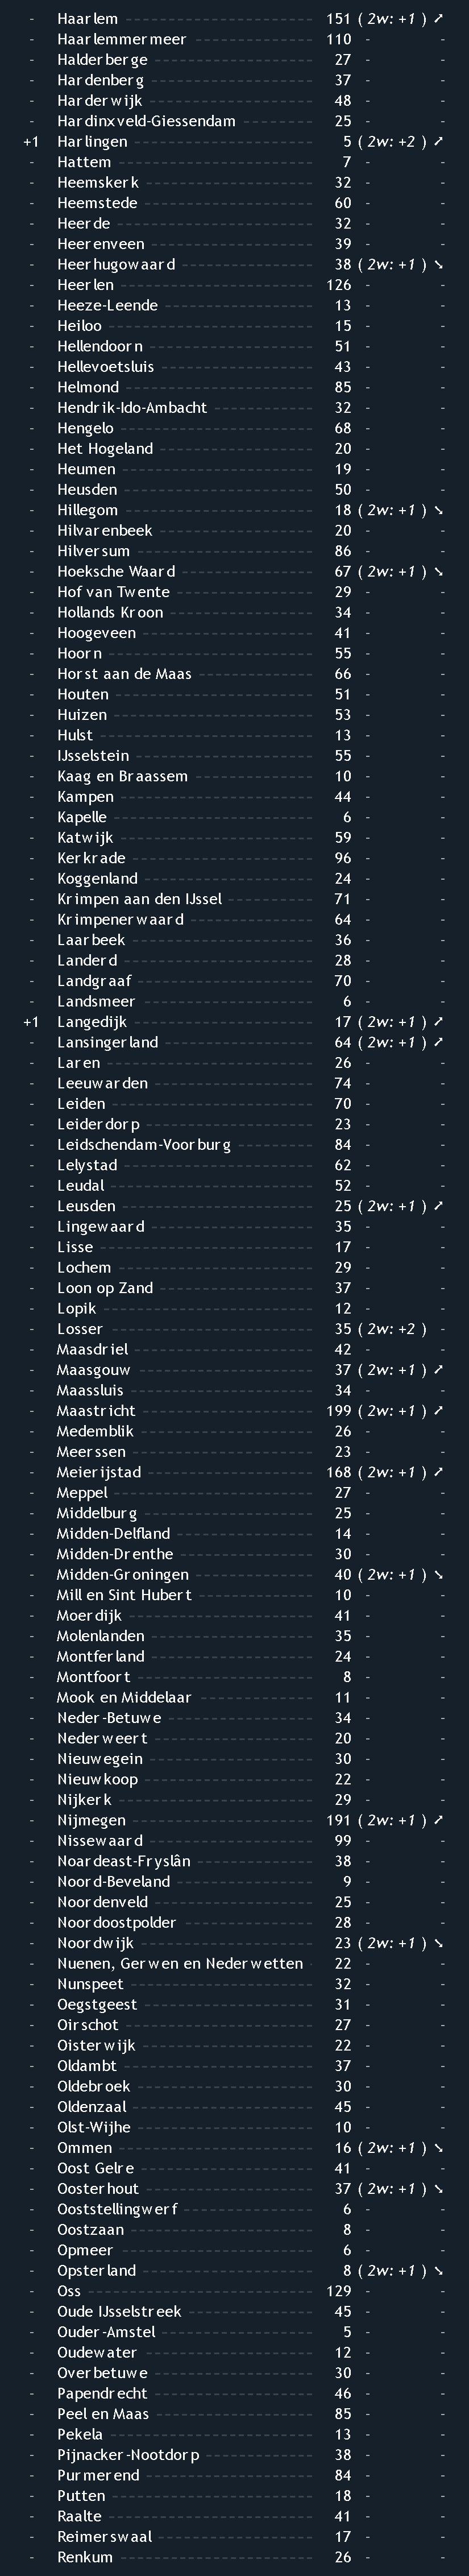 - Haarlem 151 ( 2w: +1 ) ➚
- Haarlemmermeer 110 - -
- Halderberge 27 - -
- Hardenberg 37 - -
- Harderwijk 48 - -
- Hardinxveld-Giessendam 25 - -
+1 Harlingen 5 ( 2w: +2 ) ➚
- Hattem 7 - -
- Heemskerk 32 - -
- Heemstede 60 - -
- Heerde 32 - -
- Heerenveen 39 - -
- Heerhugowaard 38 ( 2w: +1 ) ➘
- Heerlen 126 - -
- Heeze-Leende 13 - -
- Heiloo 15 - -
- Hellendoorn 51 - -
- Hellevoetsluis 43 - -
- Helmond 85 - -
- Hendrik-Ido-Ambacht 32 - -
- Hengelo 68 - -
- Het Hogeland 20 - -
- Heumen 19 - -
- Heusden 50 - -
- Hillegom 18 ( 2w: +1 ) ➘
- Hilvarenbeek 20 - -
- Hilversum 86 - -
- Hoeksche Waard 67 ( 2w: +1 ) ➘
- Hof van Twente 29 - -
- Hollands Kroon 34 - -
- Hoogeveen 41 - -
- Hoorn 55 - -
- Horst aan de Maas 66 - -
- Houten 51 - -
- Huizen 53 - -
- Hulst 13 - -
- IJsselstein 55 - -
- Kaag en Braassem 10 - -
- Kampen 44 - -
- Kapelle 6 - -
- Katwijk 59 - -
- Kerkrade 96 - -
- Koggenland 24 - -
- Krimpen aan den IJssel 71 - -
- Krimpenerwaard 64 - -
- Laarbeek 36 - -
- Landerd 28 - -
- Landgraaf 70 - -
- Landsmeer 6 - -
+1 Langedijk 17 ( 2w: +1 ) ➚
- Lansingerland 64 ( 2w: +1 ) ➚
- Laren 26 - -
- Leeuwarden 74 - -
- Leiden 70 - -
- Leiderdorp 23 - -
- Leidschendam-Voorburg 84 - -
- Lelystad 62 - -
- Leudal 52 - -
- Leusden 25 ( 2w: +1 ) ➚
- Lingewaard 35 - -
- Lisse 17 - -
- Lochem 29 - -
- Loon op Zand 37 - -
- Lopik 12 - -
- Losser 35 ( 2w: +2 ) -
- Maasdriel 42 - -
- Maasgouw 37 ( 2w: +1 ) ➚
- Maassluis 34 - -
- Maastricht 199 ( 2w: +1 ) ➚
- Medemblik 26 - -
- Meerssen 23 - -
- Meierijstad 168 ( 2w: +1 ) ➚
- Meppel 27 - -
- Middelburg 25 - -
- Midden-Delfland 14 - -
- Midden-Drenthe 30 - -
- Midden-Groningen 40 ( 2w: +1 ) ➘
- Mill en Sint Hubert 10 - -
- Moerdijk 41 - -
- Molenlanden 35 - -
- Montferland 24 - -
- Montfoort 8 - -
- Mook en Middelaar 11 - -
- Neder-Betuwe 34 - -
- Nederweert 20 - -
- Nieuwegein 30 - -
- Nieuwkoop 22 - -
- Nijkerk 29 - -
- Nijmegen 191 ( 2w: +1 ) ➚
- Nissewaard 99 - -
- Noardeast-Fryslân 38 - -
- Noord-Beveland 9 - -
- Noordenveld 25 - -
- Noordoostpolder 28 - -
- Noordwijk 23 ( 2w: +1 ) ➘
- Nuenen, Gerwen en Nederwetten 22 - -
- Nunspeet 32 - -
- Oegstgeest 31 - -
- Oirschot 27 - -
- Oisterwijk 22 - -
- Oldambt 37 - -
- Oldebroek 30 - -
- Oldenzaal 45 - -
- Olst-Wijhe 10 - -
- Ommen 16 ( 2w: +1 ) ➘
- Oost Gelre 41 - -
- Oosterhout 37 ( 2w: +1 ) ➘
- Ooststellingwerf 6 - -
- Oostzaan 8 - -
- Opmeer 6 - -
- Opsterland 8 ( 2w: +1 ) ➘
- Oss 129 - -
- Oude IJsselstreek 45 - -
- Ouder-Amstel 5 - -
- Oudewater 12 - -
- Overbetuwe 30 - -
- Papendrecht 46 - -
- Peel en Maas 85 - -
- Pekela 13 - -
- Pijnacker-Nootdorp 38 - -
- Purmerend 84 - -
- Putten 18 - -
- Raalte 41 - -
- Reimerswaal 17 - -
- Renkum 26 - -